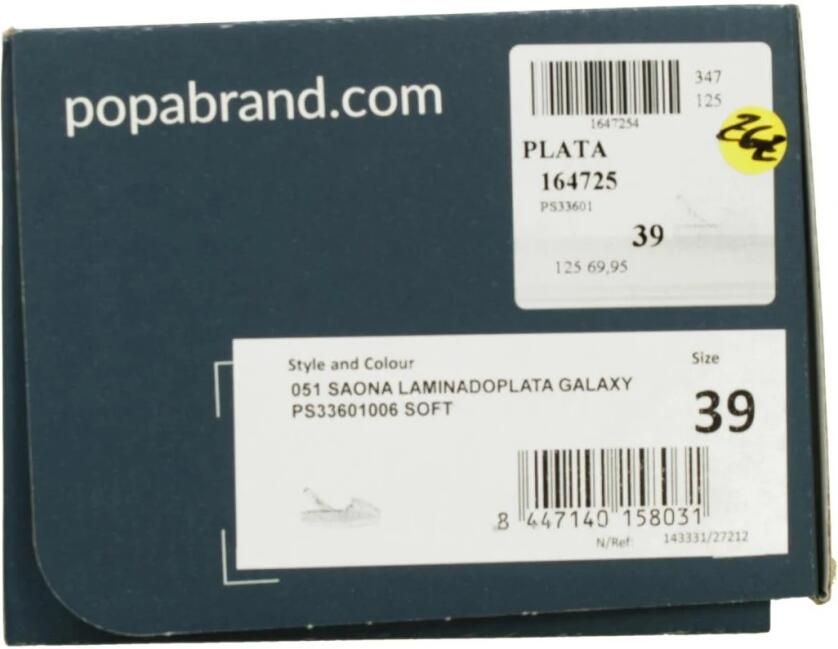 popabrand.com
347
125
1647254
PLATA
164725
PS33601
39
125 69,95
Style and Colour
Size
051 SAONA LAMINADOPLATA GALAXY
PS33601006 SOFT
39
8 447140 158031
N/Ref: 143331/27212